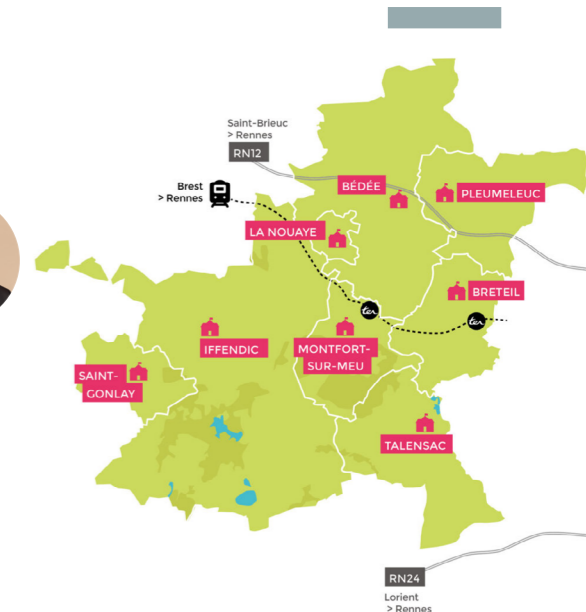 Saint-Brieuc
> Rennes
RN12
Brest
> Rennes
BÉDÉE
PLEUMELEUC
LA NOUAYE
BRETEIL
ter
ter
IFFENDIC
MONTFORT-
SUR-MEU
SAINT-
GONLAY
TALENSAC
RN24
Lorient
> Rennes